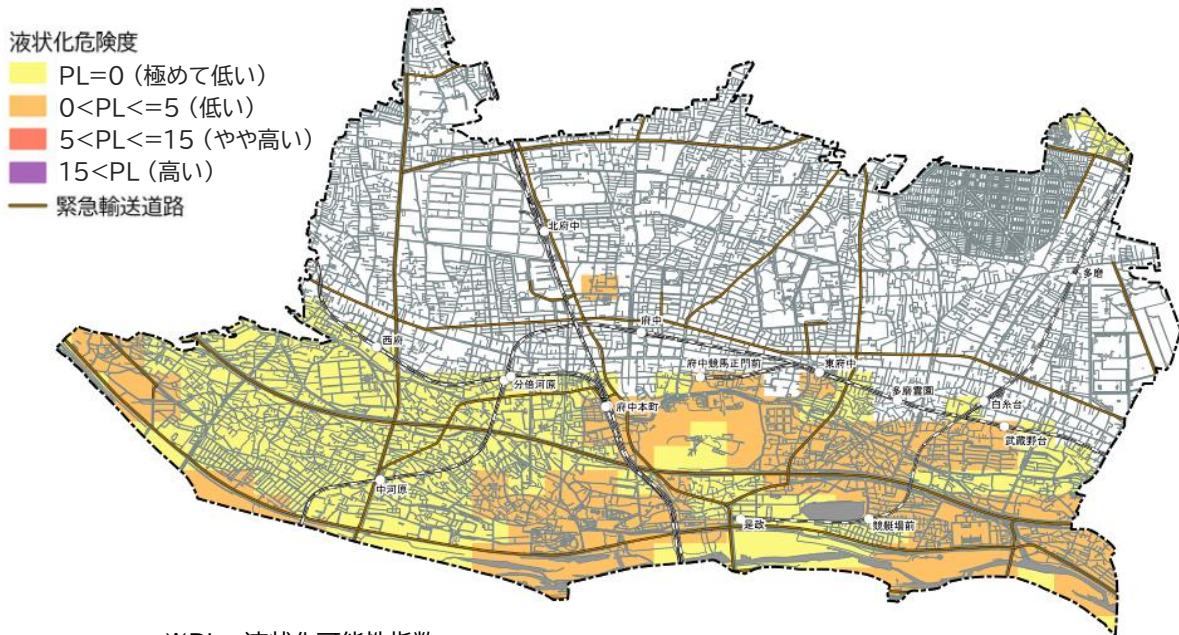 液状化危険度
PL=0（極めて低い）
0<PL<=5（低い）
5<PL<=15（やや高い）
15<PL（高い）
緊急輸送道路
北府中
多磨
府中
西府
府中競馬正門前
東府中
分倍河原
多磨霊園
白糸台
府中本町
武蔵野台
中河原
是政
競艇場前